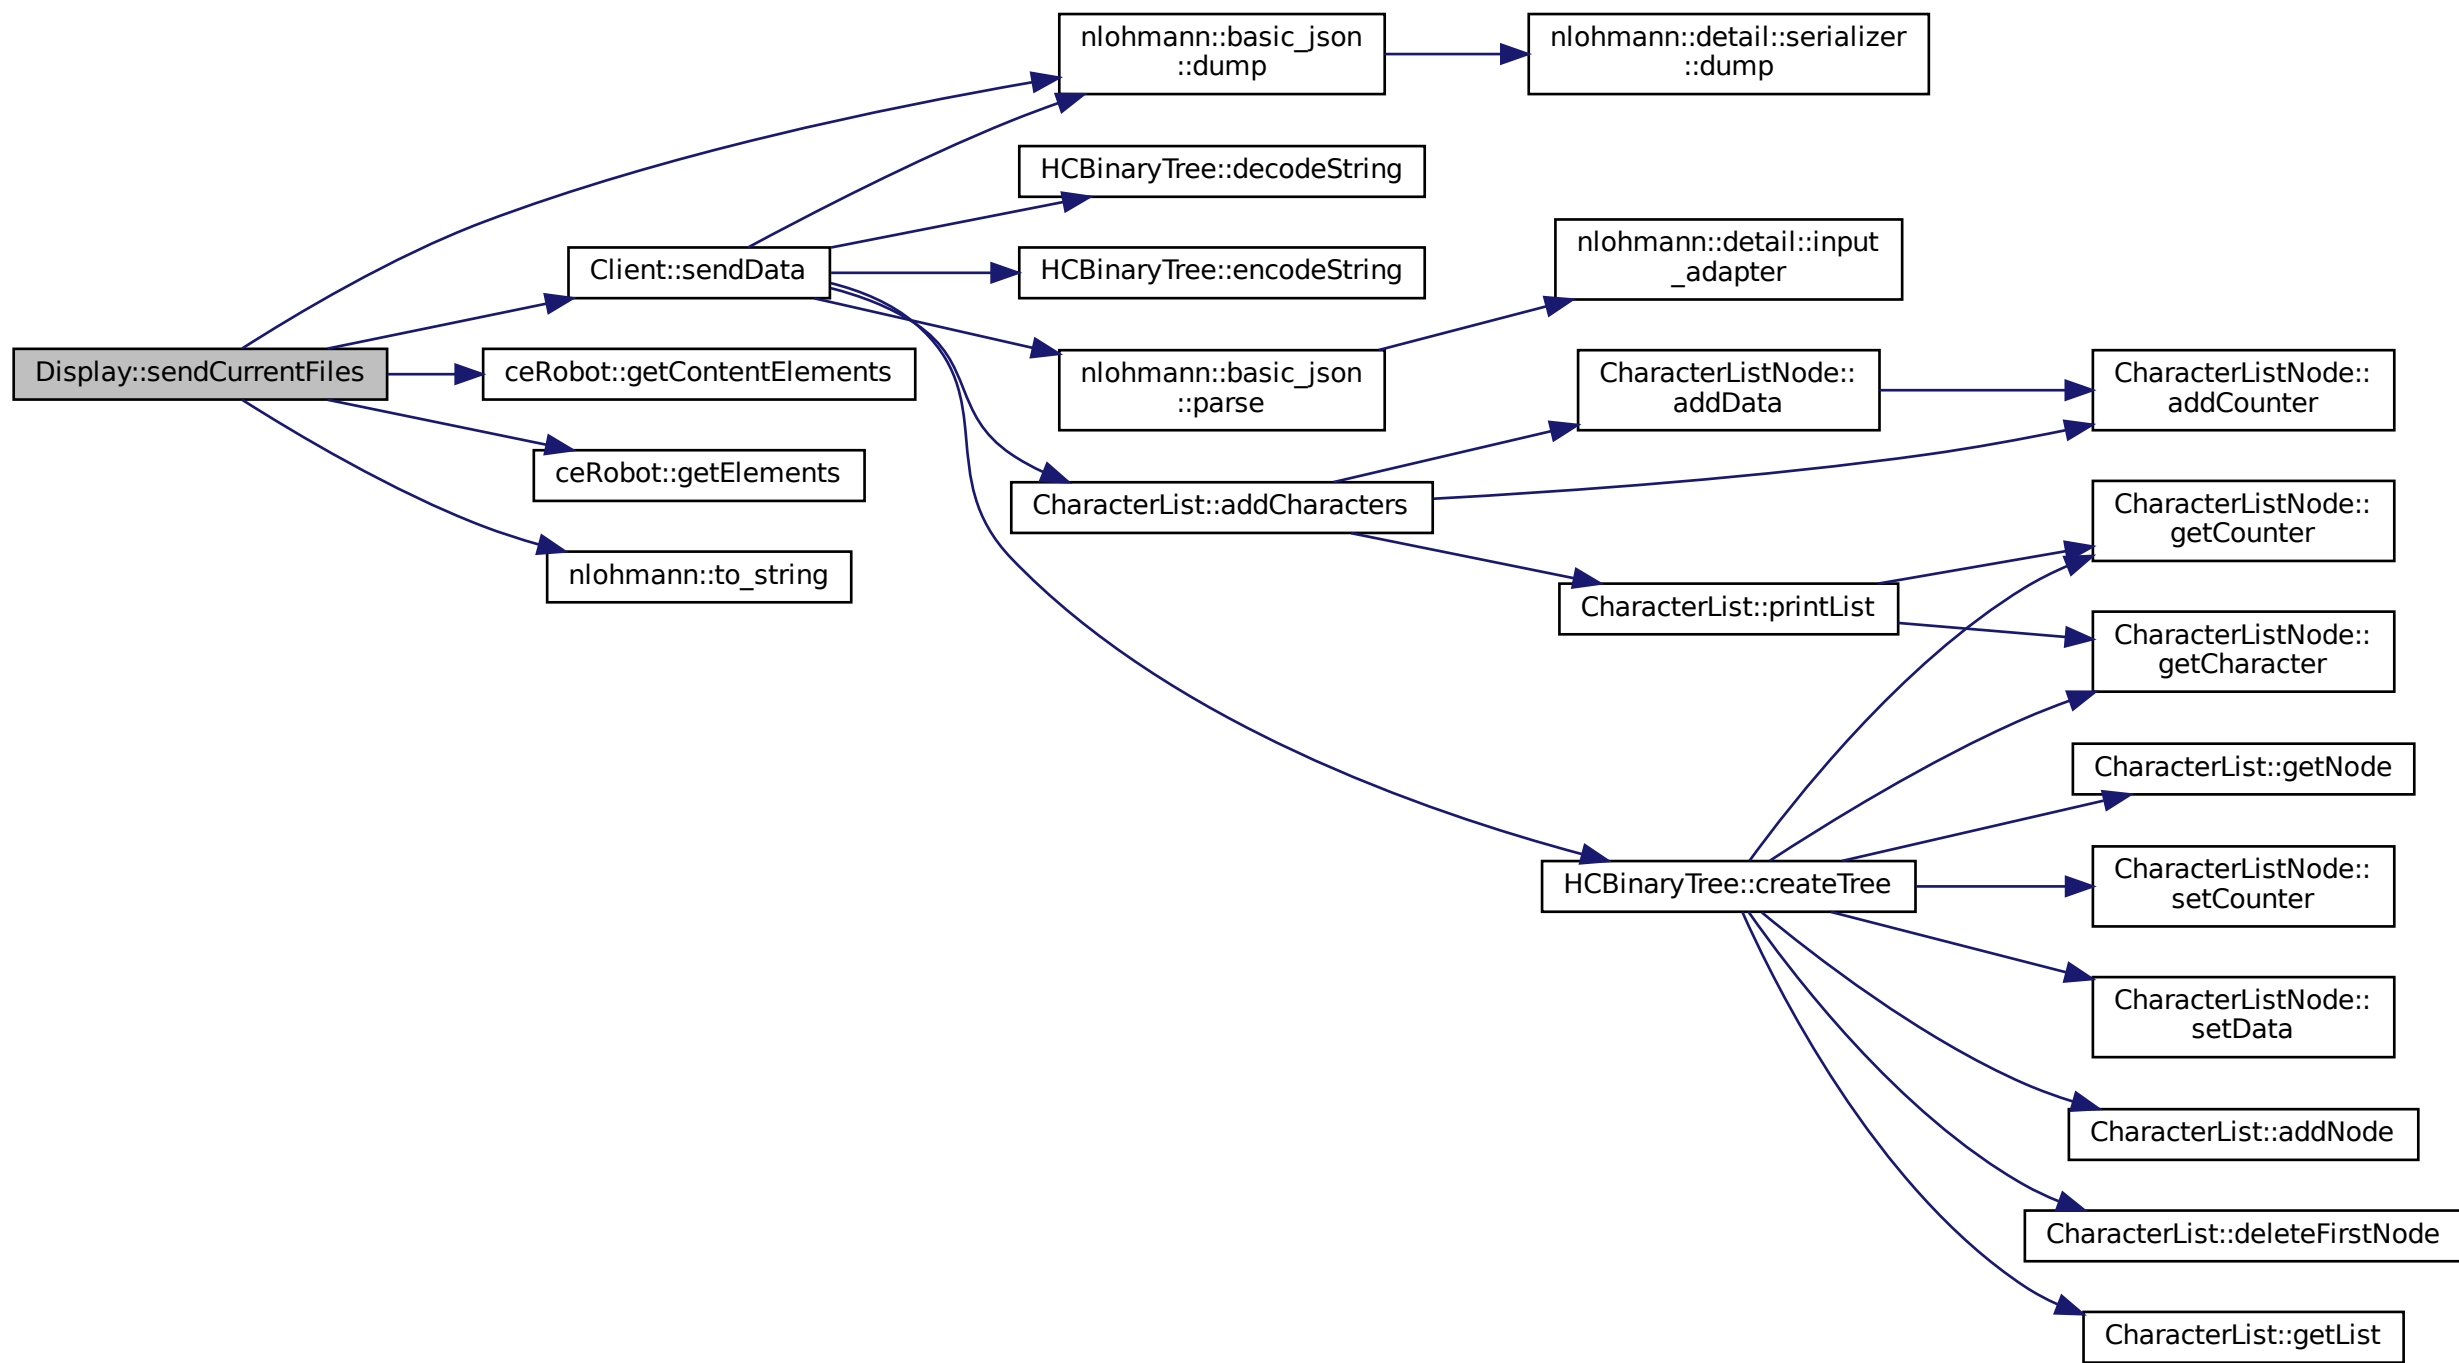 nlohmann::basic_json
::dump
nlohmann::detail::serializer
::dump
HCBinaryTree::decodeString
nlohmann::detail::input
_adapter
Client::sendData
HCBinaryTree::encodeString
Display::sendCurrentFiles
ceRobot::getContentElements
nlohmann::basic_json
::parse
CharacterListNode::
addData
CharacterListNode::
addCounter
ceRobot::getElements
CharacterList::addCharacters
CharacterListNode::
getCounter
nlohmann::to_string
CharacterList::printList
CharacterListNode::
getCharacter
CharacterList::getNode
HCBinaryTree::createTree
CharacterListNode::
setCounter
CharacterListNode::
setData
CharacterList::addNode
CharacterList::deleteFirstNode
CharacterList::getList